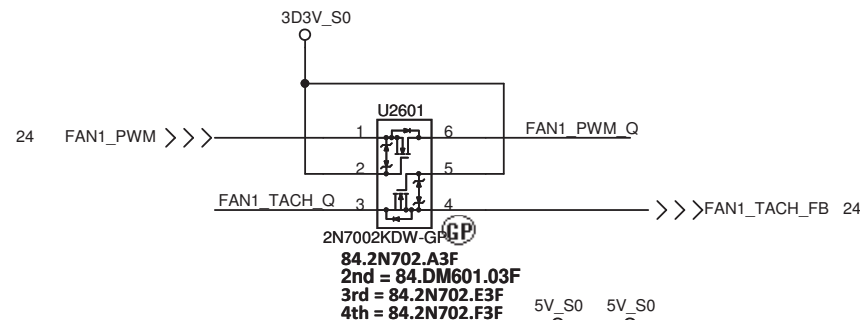 3D3V_S0
U2601
24 FAN1_PWM 1 6 FAN1_PWM_Q
2 5
FAN1_TACH_Q 3 4 FAN1_TACH_FB 24
2N7002KDW-GP GP
84.2N702.A3F
2nd = 84.DM601.03F
3rd = 84.2N702.E3F
4th = 84.2N702.F3F
5V_S0 5V_S0